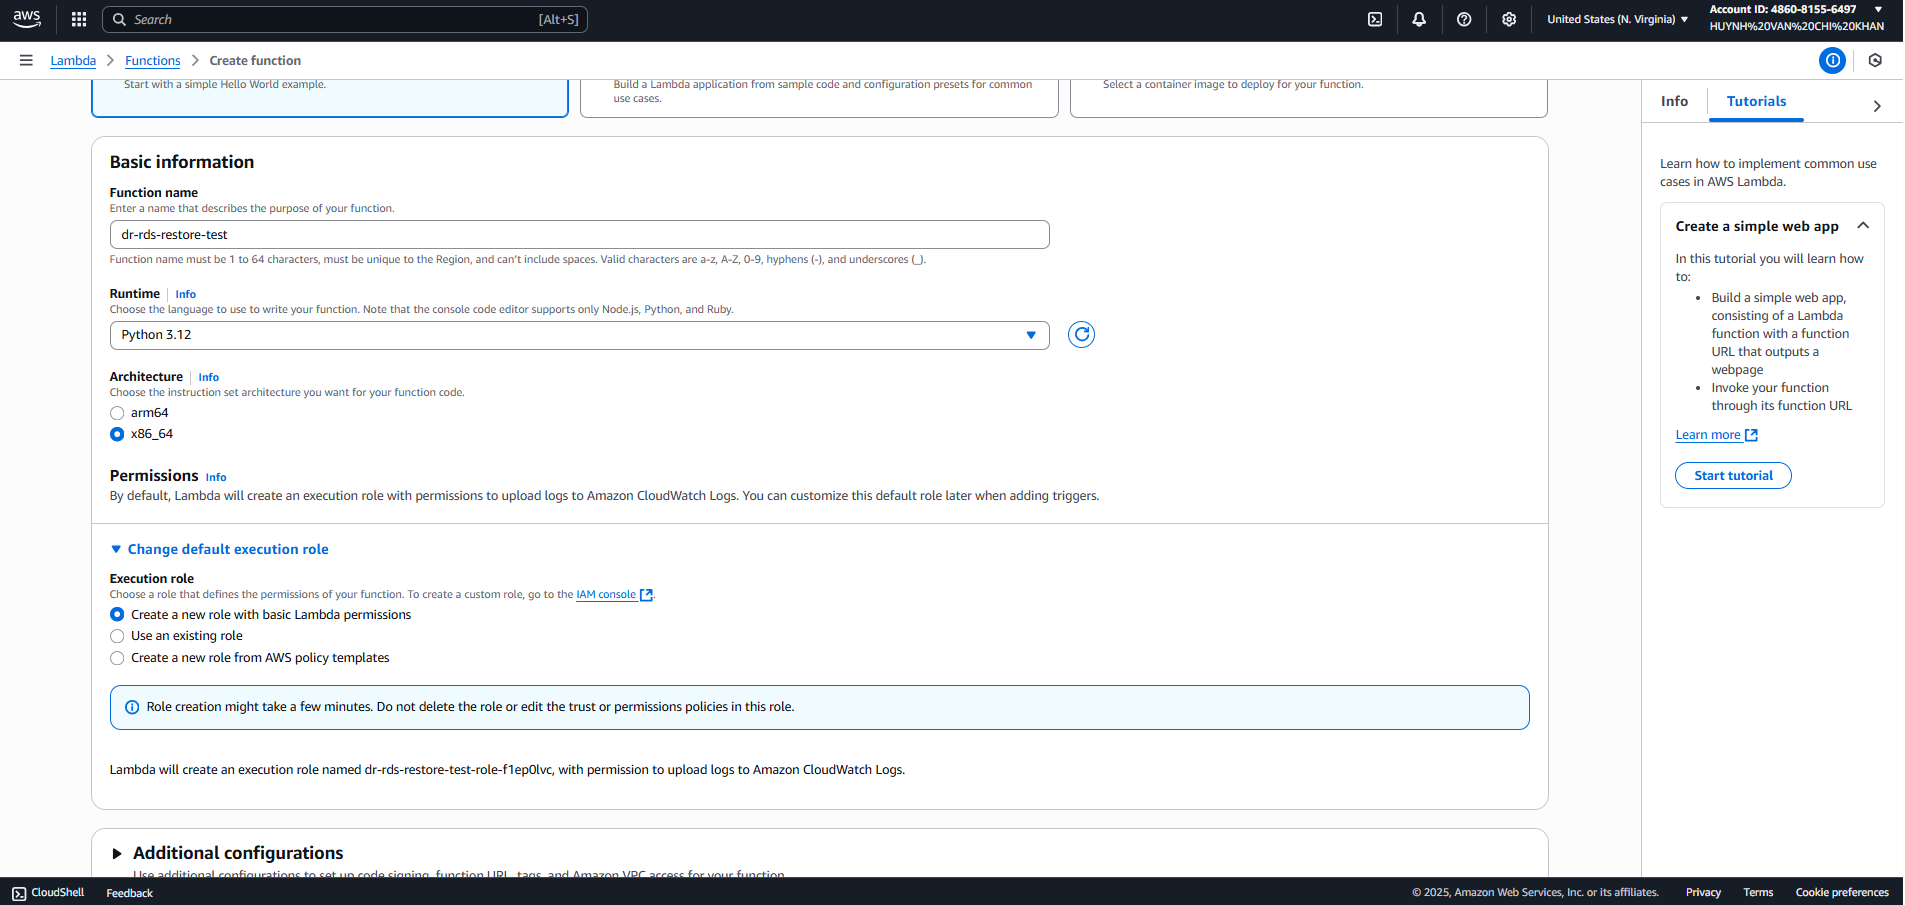 aws
Search
[Alt+S]
United States (N. Virginia)
Account ID: 4860-8155-6497
HUYNH%20VAN%20CHI%20KHAN
Lambda
Functions
Create function
Start with a simple Hello World example.
Build a Lambda application from sample code and configuration presets for common
use cases.
Select a container image to deploy for your function.
Basic information
Function name
Enter a name that describes the purpose of your function.
dr-rds-restore-test
Function name must be 1 to 64 characters, must be unique to the Region, and can't include spaces. Valid characters are a-z, A-Z, 0-9, hyphens (-), and underscores (_).
Runtime | Info
Choose the language to use to write your function. Note that the console code editor supports only Node.js, Python, and Ruby.
Python 3.12
Architecture | Info
Choose the instruction set architecture you want for your function code.
arm64
x86_64
Permissions Info
By default, Lambda will create an execution role with permissions to upload logs to Amazon CloudWatch Logs. You can customize this default role later when adding triggers.
Change default execution role
Execution role
Choose a role that defines the permissions of your function. To create a custom role, go to the IAM console.
Create a new role with basic Lambda permissions
Use an existing role
Create a new role from AWS policy templates
Role creation might take a few minutes. Do not delete the role or edit the trust or permissions policies in this role.
Lambda will create an execution role named dr-rds-restore-test-role-f1ep0lvc, with permission to upload logs to Amazon CloudWatch Logs.
Additional configurations
Use additional configurations to set up code signing, function URL, tags, and Amazon VPC access for your function.
Info
Tutorials
Learn how to implement common use
cases in AWS Lambda.
Create a simple web app
In this tutorial you will learn how
to:
• Build a simple web app,
consisting of a Lambda
function with a function
URL that outputs a
webpage
• Invoke your function
through its function URL
Learn more
Start tutorial
CloudShell
Feedback
© 2025, Amazon Web Services, Inc. or its affiliates.
Privacy
Terms
Cookie preferences